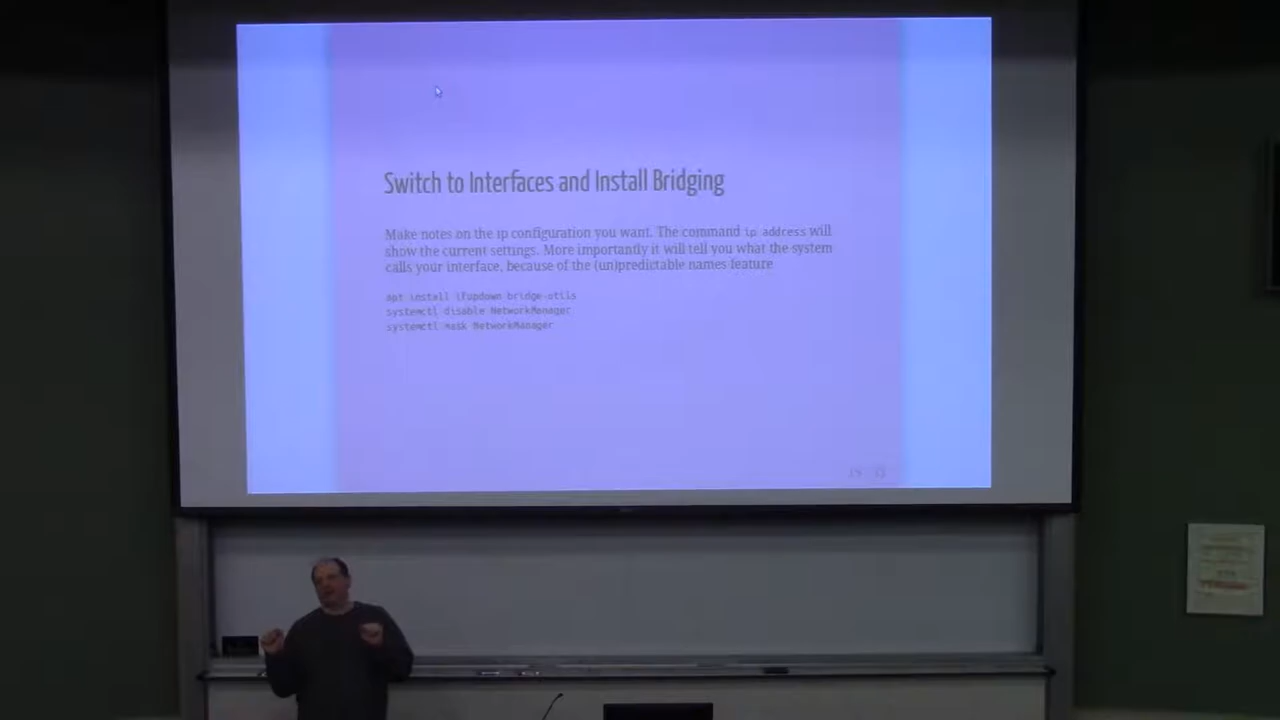 Switch to Interfaces and Install Bridging
Make notes on the ip configuration you want. The command ip address will
show the current settings. More importantly it will tell you what the system
calls your interface, because of the (un)predictable names feature
apt install ifupdown bridge-utils
systemctl disable NetworkManager
systemctl mask NetworkManager